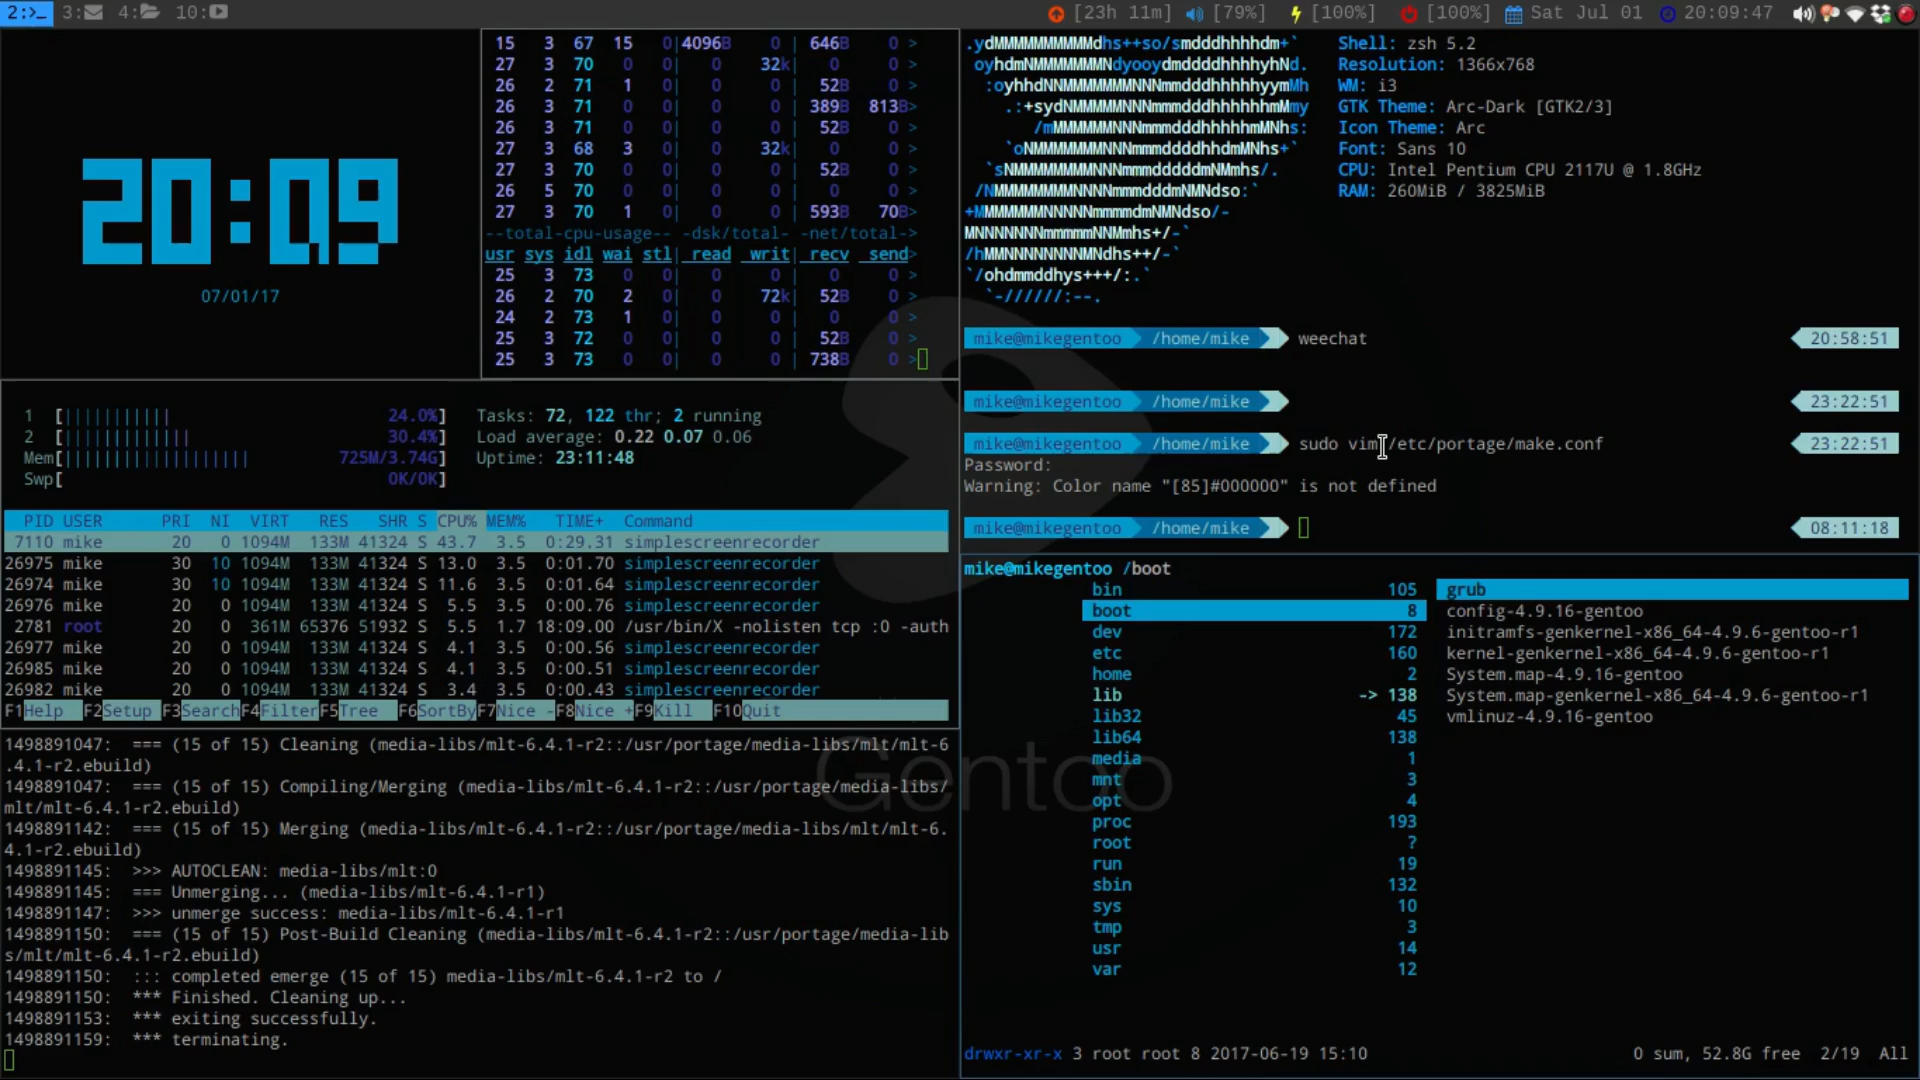 2:>_ 3: 4: 10: [23h 11m] [79%] [100%] [100%] Sat Jul 01 20:09:47
20:09
07/01/17
15 3 67 15 0|4096B 0 | 646B 0 >
27 3 70 0 0| 0 32k| 0 0 >
26 2 71 1 0| 0 0 | 52B 0 >
26 3 71 0 0| 0 0 | 389B 813B>
26 3 71 0 0| 0 0 | 52B 0 >
27 3 68 3 0| 0 32k| 0 0 >
27 3 70 0 0| 0 0 | 52B 0 >
26 5 70 0 0| 0 0 | 0 0 >
27 3 70 1 0| 0 0 | 593B 70B>
--total-cpu-usage-- -dsk/total- -net/total->
usr sys idl wai stl| read writ| recv send>
25 3 73 0 0| 0 0 | 0 0 >
26 2 70 2 0| 0 72k| 52B 0 >
24 2 73 1 0| 0 0 | 0 0 >
25 3 72 0 0| 0 0 | 52B 0 >
25 3 73 0 0| 0 0 | 738B 0 >
.ydMMMMMMMMMMMdhs++so/smdddhhhhdm+`
oyhdmNMMMMMMMMNdyooydmddddhhhhyhNd.
:oyhhdNNMMMMMMMNNNmmdddhhhhhyymMh
.:+sydNMMMMMNNNmmmdddhhhhhhmMmy
/mMMMMMMNNNmmmdddhhhhhmMNhs:
`oNMMMMMMMNNNmmmddddhhdmMNhs+`
`sNMMMMMMMMNNNmmmdddddmNMmhs/.
/NMMMMMMMMNNNNmmmdddmNMNdso:`
+MMMMMMMNNNNNmmmmdmNMNdso/-
MNNNNNNNmmmmmNNMmhs+/-`
/hMMNNNNNNNNMNdhs++/-`
`/ohdmmddhys+++/:.`
`-//////:--.
Shell: zsh 5.2
Resolution: 1366x768
WM: i3
GTK Theme: Arc-Dark [GTK2/3]
Icon Theme: Arc
Font: Sans 10
CPU: Intel Pentium CPU 2117U @ 1.8GHz
RAM: 260MiB / 3825MiB
mike@mikegentoo /home/mike weechat 20:58:51
mike@mikegentoo /home/mike 23:22:51
mike@mikegentoo /home/mike sudo vim /etc/portage/make.conf 23:22:51
Password:
Warning: Color name "[85]#000000" is not defined
mike@mikegentoo /home/mike 08:11:18
1 [||||||||||| 24.0%] Tasks: 72, 122 thr; 2 running
2 [||||||||||||| 30.4%] Load average: 0.22 0.07 0.06
Mem[||||||||||||||||||| 725M/3.74G] Uptime: 23:11:48
Swp[ 0K/0K]
PID USER PRI NI VIRT RES SHR S CPU% MEM% TIME+ Command
7110 mike 20 0 1094M 133M 41324 S 43.7 3.5 0:29.31 simplescreenrecorder
26975 mike 30 10 1094M 133M 41324 S 13.0 3.5 0:01.70 simplescreenrecorder
26974 mike 30 10 1094M 133M 41324 S 11.6 3.5 0:01.64 simplescreenrecorder
26976 mike 20 0 1094M 133M 41324 S 5.5 3.5 0:00.76 simplescreenrecorder
2781 root 20 0 361M 65376 51932 S 5.5 1.7 18:09.00 /usr/bin/X -nolisten tcp :0 -auth
26977 mike 20 0 1094M 133M 41324 S 4.1 3.5 0:00.56 simplescreenrecorder
26985 mike 20 0 1094M 133M 41324 S 4.1 3.5 0:00.51 simplescreenrecorder
26982 mike 20 0 1094M 133M 41324 S 3.4 3.5 0:00.43 simplescreenrecorder
F1Help F2Setup F3SearchF4FilterF5Tree F6SortByF7Nice -F8Nice +F9Kill F10Quit
1498891047: === (15 of 15) Cleaning (media-libs/mlt-6.4.1-r2::/usr/portage/media-libs/mlt/mlt-6
.4.1-r2.ebuild)
1498891047: === (15 of 15) Compiling/Merging (media-libs/mlt-6.4.1-r2::/usr/portage/media-libs/
mlt/mlt-6.4.1-r2.ebuild)
1498891142: === (15 of 15) Merging (media-libs/mlt-6.4.1-r2::/usr/portage/media-libs/mlt/mlt-6.
4.1-r2.ebuild)
1498891145: >>> AUTOCLEAN: media-libs/mlt:0
1498891145: === Unmerging... (media-libs/mlt-6.4.1-r1)
1498891147: >>> unmerge success: media-libs/mlt-6.4.1-r1
1498891150: === (15 of 15) Post-Build Cleaning (media-libs/mlt-6.4.1-r2::/usr/portage/media-lib
s/mlt/mlt-6.4.1-r2.ebuild)
1498891150: ::: completed emerge (15 of 15) media-libs/mlt-6.4.1-r2 to /
1498891150: *** Finished. Cleaning up...
1498891153: *** exiting successfully.
1498891159: *** terminating.
Gentoo
mike@mikegentoo /boot
bin 105
boot 8
dev 172
etc 160
home 2
lib -> 138
lib32 45
lib64 138
media 1
mnt 3
opt 4
proc 193
root ?
run 19
sbin 132
sys 10
tmp 3
usr 14
var 12
grub
config-4.9.16-gentoo
initramfs-genkernel-x86_64-4.9.6-gentoo-r1
kernel-genkernel-x86_64-4.9.6-gentoo-r1
System.map-4.9.16-gentoo
System.map-genkernel-x86_64-4.9.6-gentoo-r1
vmlinuz-4.9.16-gentoo
drwxr-xr-x 3 root root 8 2017-06-19 15:10 0 sum, 52.8G free 2/19 All